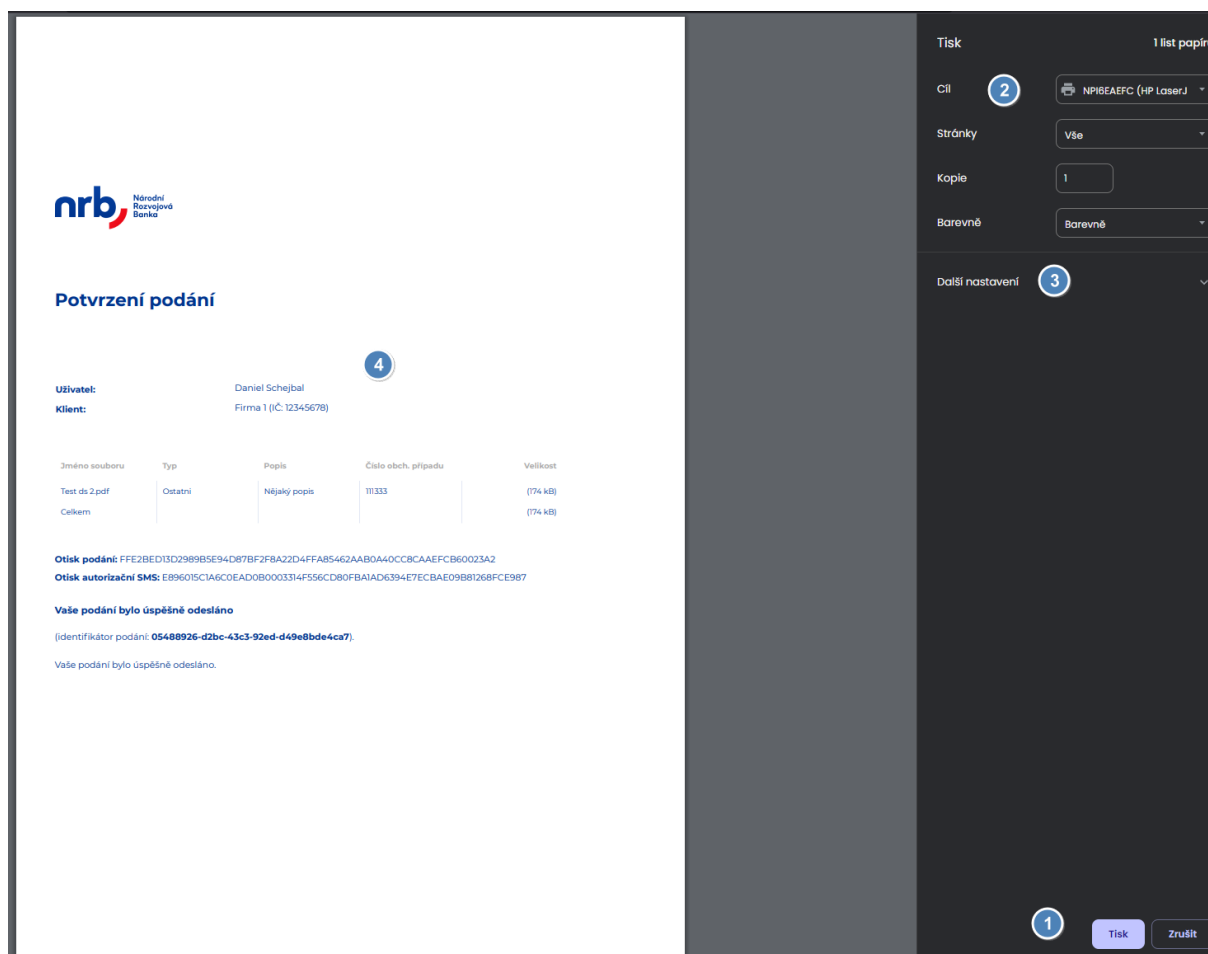 Tisk 1 list papíru
Cíl 2 NPI6EAEFC (HP LaserJ
Stránky Vše
Kopie 1
Barevně Barevně
Další nastavení 3
nrb Národní
Rozvojová
Banka
Potvrzení podání
4
Uživatel: Daniel Schejbal
Klient: Firma 1 (IČ: 12345678)
Jméno souboru Typ Popis Číslo obch. případu Velikost
Test ds 2.pdf Ostatní Nějaký popis 111333 (174 kB)
Celkem (174 kB)
Otisk podání: FFE2BED13D2989B5E94D87BF2F8A22D4FFA85462AAB0A40CC8CAAEFCB60023A2
Otisk autorizační SMS: E896015C1A6C0EAD0B0003314F556CD80FBA1AD6394E7ECBAE09B81268FCE987
Vaše podání bylo úspěšně odesláno
(identifikátor podání: 05488926-d2bc-43c3-92ed-d49e8bde4ca7).
Vaše podání bylo úspěšně odesláno.
1 Tisk Zrušit